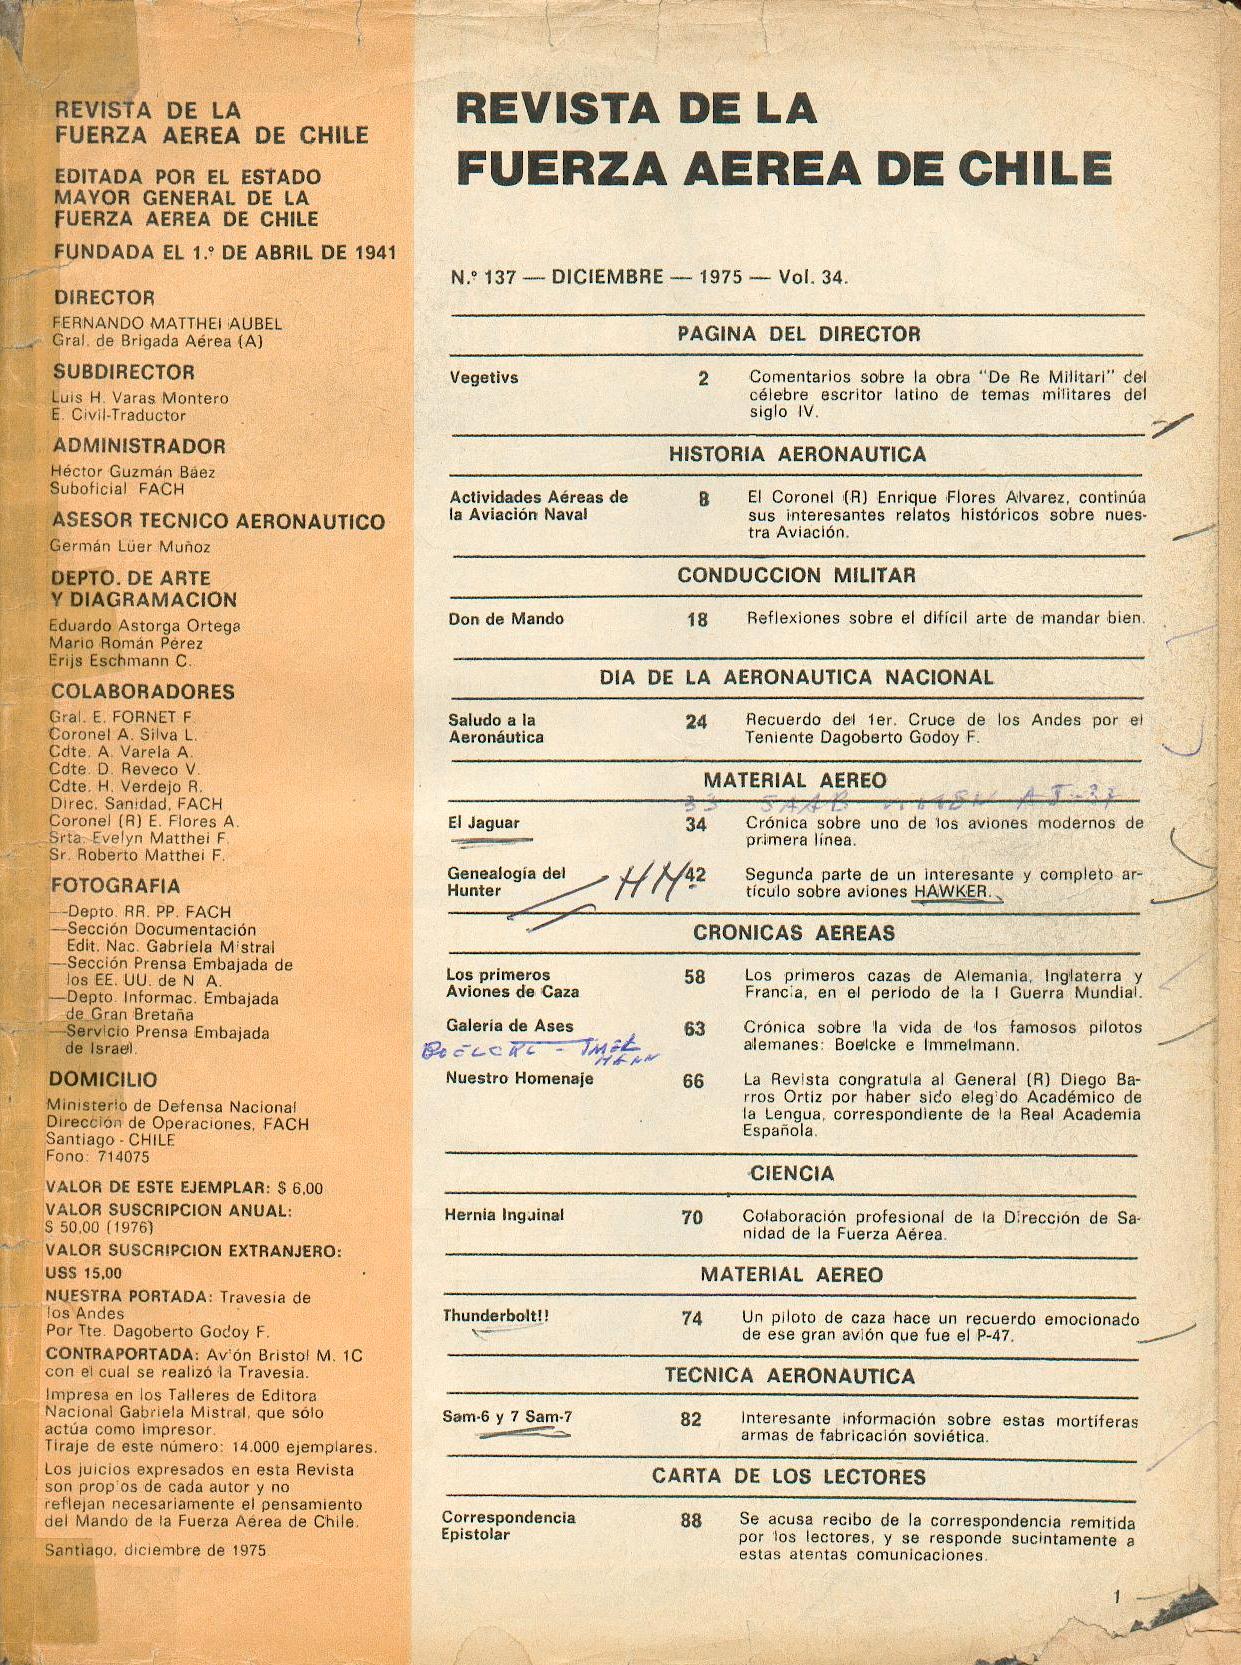 REVISTA DE LA
FUERZA AEREA DE CHILE
EDITADA POR EL ESTADO
MAYOR GENERAL DE LA
FUERZA AEREA DE CHILE
FUNDADA EL 1.º DE ABRIL DE 1941
DIRECTOR
FERNANDO MATTHEI AUBEL
Gral. de Brigada Aérea (A)
SUBDIRECTOR
Luis H. Varas Montero
E. Civil-Traductor
ADMINISTRADOR
Héctor Guzmán Báez
Suboficial FACH
ASESOR TECNICO AERONAUTICO
Germán Lüer Muñoz
DEPTO. DE ARTE
Y DIAGRAMACION
Eduardo Astorga Ortega
Mario Román Pérez
Erijs Eschmann C.
COLABORADORES
Gral. E. FORNET F.
Coronel A. Silva L.
Cdte. A. Varela A.
Cdte. D. Reveco V.
Cdte. H. Verdejo R.
Direc. Sanidad, FACH
Coronel (R) E. Flores A.
Srta. Evelyn Matthei F.
Sr. Roberto Matthei F.
FOTOGRAFIA
—Depto. RR. PP. FACH
—Sección Documentación
Edit. Nac. Gabriela Mistral
—Sección Prensa Embajada de
los EE. UU. de N A.
—Depto. Informac. Embajada
de Gran Bretaña
—Servicio Prensa Embajada
de Israel.
DOMICILIO
Ministerio de Defensa Nacional
Dirección de Operaciones, FACH
Santiago - CHILE
Fono: 714075
VALOR DE ESTE EJEMPLAR: $ 6,00
VALOR SUSCRIPCION ANUAL:
$ 50,00 (1976)
VALOR SUSCRIPCION EXTRANJERO:
US$ 15,00
NUESTRA PORTADA: Travesía de
los Andes
Por Tte. Dagoberto Godoy F.
CONTRAPORTADA: Av'ón Bristol M. 1C
con el cual se realizó la Travesía.
Impresa en los Talleres de Editora
Nacional Gabriela Mistral, que sólo
actúa como impresor.
Tiraje de este número: 14.000 ejemplares.
Los juicios expresados en esta Revista
son prop'os de cada autor y no
reflejan necesariamente el pensamiento
del Mando de la Fuerza Aérea de Chile.
Santiago, diciembre de 1975
REVISTA DE LA
FUERZA AEREA DE CHILE
N.º 137 — DICIEMBRE — 1975 — Vol. 34.
PAGINA DEL DIRECTOR
Vegetivs 2 Comentarios sobre la obra "De Re Militari" del
célebre escritor latino de temas militares del
siglo IV.
HISTORIA AERONAUTICA
Actividades Aéreas de 8 El Coronel (R) Enrique Flores Alvarez, continúa
la Aviación Naval sus interesantes relatos históricos sobre nues-
tra Aviación.
CONDUCCION MILITAR
Don de Mando 18 Reflexiones sobre el difícil arte de mandar bien.
DIA DE LA AERONAUTICA NACIONAL
Saludo a la 24 Recuerdo del 1er. Cruce de los Andes por el
Aeronáutica Teniente Dagoberto Godoy F.
MATERIAL AEREO
33 SAAB VIGGEN AJ-37
El Jaguar 34 Crónica sobre uno de los aviones modernos de
primera línea.
Genealogía del HH 42 Segunda parte de un interesante y completo ar-
Hunter tículo sobre aviones HAWKER.
CRONICAS AEREAS
Los primeros 58 Los primeros cazas de Alemania, Inglaterra y
Aviones de Caza Francia, en el período de la I Guerra Mundial.
Galería de Ases 63 Crónica sobre la vida de los famosos pilotos
alemanes: Boelcke e Immelmann.
Nuestro Homenaje 66 La Revista congratula al General (R) Diego Ba-
rros Ortiz por haber sido eleg'do Académico de
la Lengua, correspondiente de la Real Academia
Española.
CIENCIA
Hernia Inguinal 70 Colaboración profesional de la Dirección de Sa-
nidad de la Fuerza Aérea.
MATERIAL AEREO
Thunderbolt!! 74 Un piloto de caza hace un recuerdo emocionado
de ese gran avión que fue el P-47.
TECNICA AERONAUTICA
Sam-6 y 7 Sam-7 82 Interesante información sobre estas mortíferas
armas de fabricación soviética.
CARTA DE LOS LECTORES
Correspondencia 88 Se acusa recibo de la correspondencia remitida
Epistolar por los lectores, y se responde sucintamente a
estas atentas comunicaciones.
1